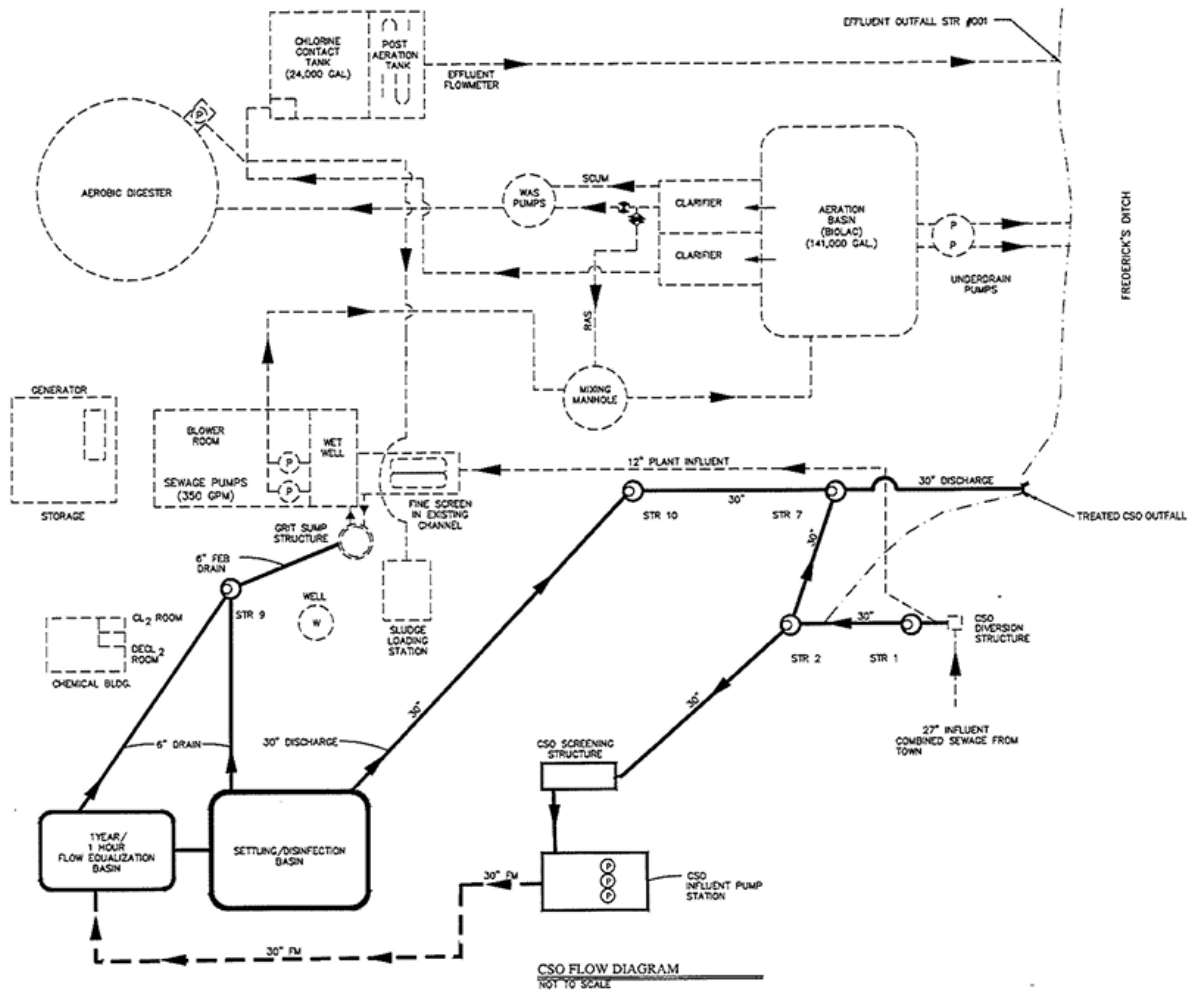 EFFLUENT OUTFALL STR #001
CHLORINE
CONTACT
TANK
(24,000 GAL)
POST
AERATION
TANK
EFFLUENT
FLOWMETER
P
AEROBIC DIGESTER
SCUM
WAS
PUMPS
CLARIFIER
CLARIFIER
AERATION
BASIN
(BIOLAC)
(141,000 GAL.)
P
P
UNDERDRAIN
PUMPS
FREDERICK'S DITCH
RAS
MIXING
MANHOLE
GENERATOR
STORAGE
BLOWER
ROOM
WET
WELL
SEWAGE PUMPS
(350 GPM)
P
P
FINE SCREEN
IN EXISTING
CHANNEL
GRIT SUMP
STRUCTURE
12" PLANT INFLUENT
30" DISCHARGE
30"
STR 10
STR 7
TREATED CSO OUTFALL
6" FEB
DRAIN
STR 9
WELL
W
SLUDGE
LOADING
STATION
CL2 ROOM
DECL2
ROOM
CHEMICAL BLDG.
30"
30"
30"
STR 2
STR 1
CSO
DIVERSION
STRUCTURE
27" INFLUENT
COMBINED SEWAGE FROM
TOWN
30"
6" DRAIN
30" DISCHARGE
CSO SCREENING
STRUCTURE
1YEAR/
1 HOUR
FLOW EQUALIZATION
BASIN
SETTLING/DISINFECTION
BASIN
P
P
P
CSO
INFLUENT PUMP
STATION
30" FM
30" FM
CSO FLOW DIAGRAM
NOT TO SCALE